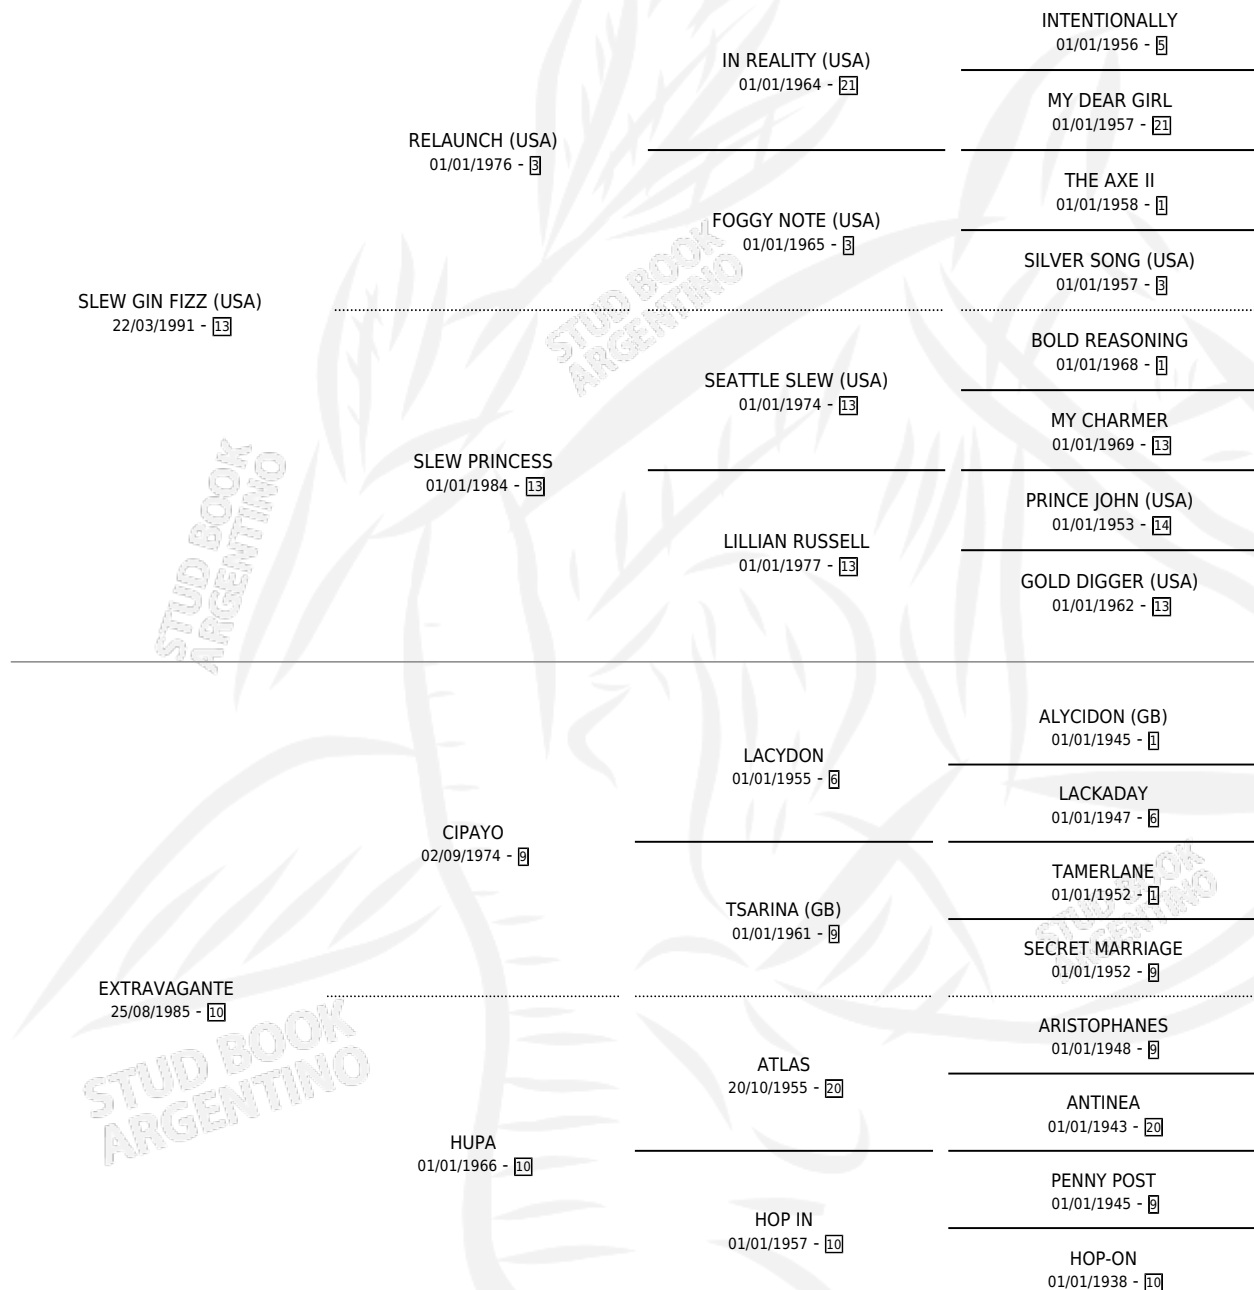 INTENTIONALLY
01/01/1956 - 5
IN REALITY (USA)
01/01/1964 - 21
MY DEAR GIRL
01/01/1957 - 21
RELAUNCH (USA)
01/01/1976 - 3
THE AXE II
01/01/1958 - 1
FOGGY NOTE (USA)
01/01/1965 - 3
SILVER SONG (USA)
01/01/1957 - 3
SLEW GIN FIZZ (USA)
22/03/1991 - 13
BOLD REASONING
01/01/1968 - 1
SEATTLE SLEW (USA)
01/01/1974 - 13
MY CHARMER
01/01/1969 - 13
SLEW PRINCESS
01/01/1984 - 13
PRINCE JOHN (USA)
01/01/1953 - 14
LILLIAN RUSSELL
01/01/1977 - 13
GOLD DIGGER (USA)
01/01/1962 - 13
ALYCIDON (GB)
01/01/1945 - 1
LACYDON
01/01/1955 - 6
LACKADAY
01/01/1947 - 6
CIPAYO
02/09/1974 - 9
TAMERLANE
01/01/1952 - 1
TSARINA (GB)
01/01/1961 - 9
SECRET MARRIAGE
01/01/1952 - 9
EXTRAVAGANTE
25/08/1985 - 10
ARISTOPHANES
01/01/1948 - 9
ATLAS
20/10/1955 - 20
ANTINEA
01/01/1943 - 20
HUPA
01/01/1966 - 10
PENNY POST
01/01/1945 - 9
HOP IN
01/01/1957 - 10
HOP-ON
01/01/1938 - 10
STUD BOOK
ARGENTINO
STUD BOOK
ARGENTINO
STUD BOOK
ARGENTINO
STUD BOOK
ARGENTINO